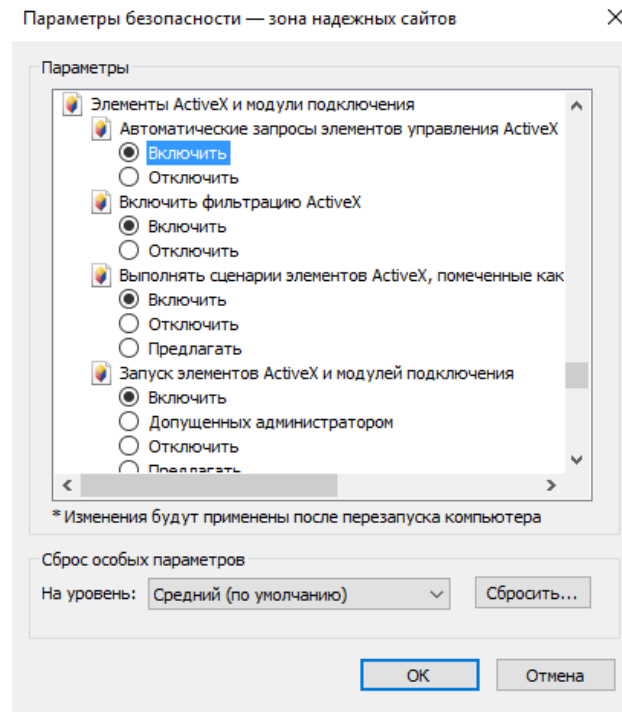 Параметры безопасности — зона надежных сайтов
Параметры
Элементы ActiveX и модули подключения
Автоматические запросы элементов управления ActiveX
Включить
Отключить
Включить фильтрацию ActiveX
Включить
Отключить
Выполнять сценарии элементов ActiveX, помеченные как
Включить
Отключить
Предлагать
Запуск элементов ActiveX и модулей подключения
Включить
Допущенных администратором
Отключить
Предлагать
* Изменения будут применены после перезапуска компьютера
Сброс особых параметров
На уровень: Средний (по умолчанию) Сбросить...
ОК Отмена